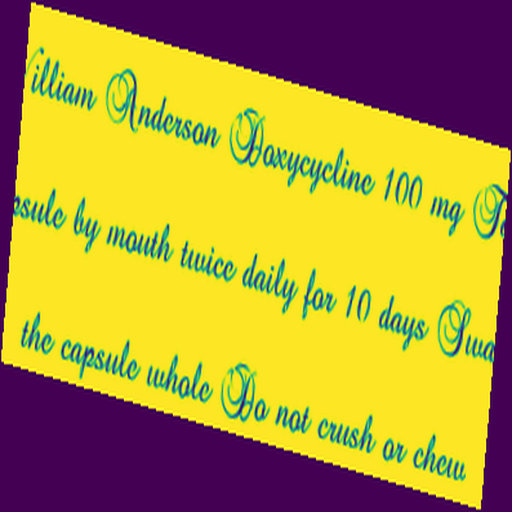 illiam Anderson Doxycycline 100 mg
by mouth twice daily for 10 days
the capsule whole Do not crush or chew